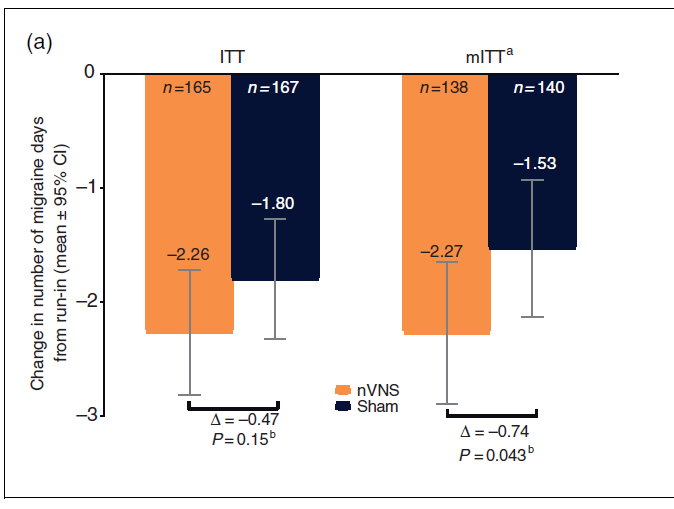 (a)
ITT
mITTᵃ
Change in number of migraine days
from run-in (mean ± 95% CI)
0
–1
–2
–3
n=165
n=167
n=138
n=140
–2.26
–1.80
–2.27
–1.53
nVNS
Sham
Δ = –0.47
P = 0.15ᵇ
Δ = –0.74
P = 0.043ᵇ